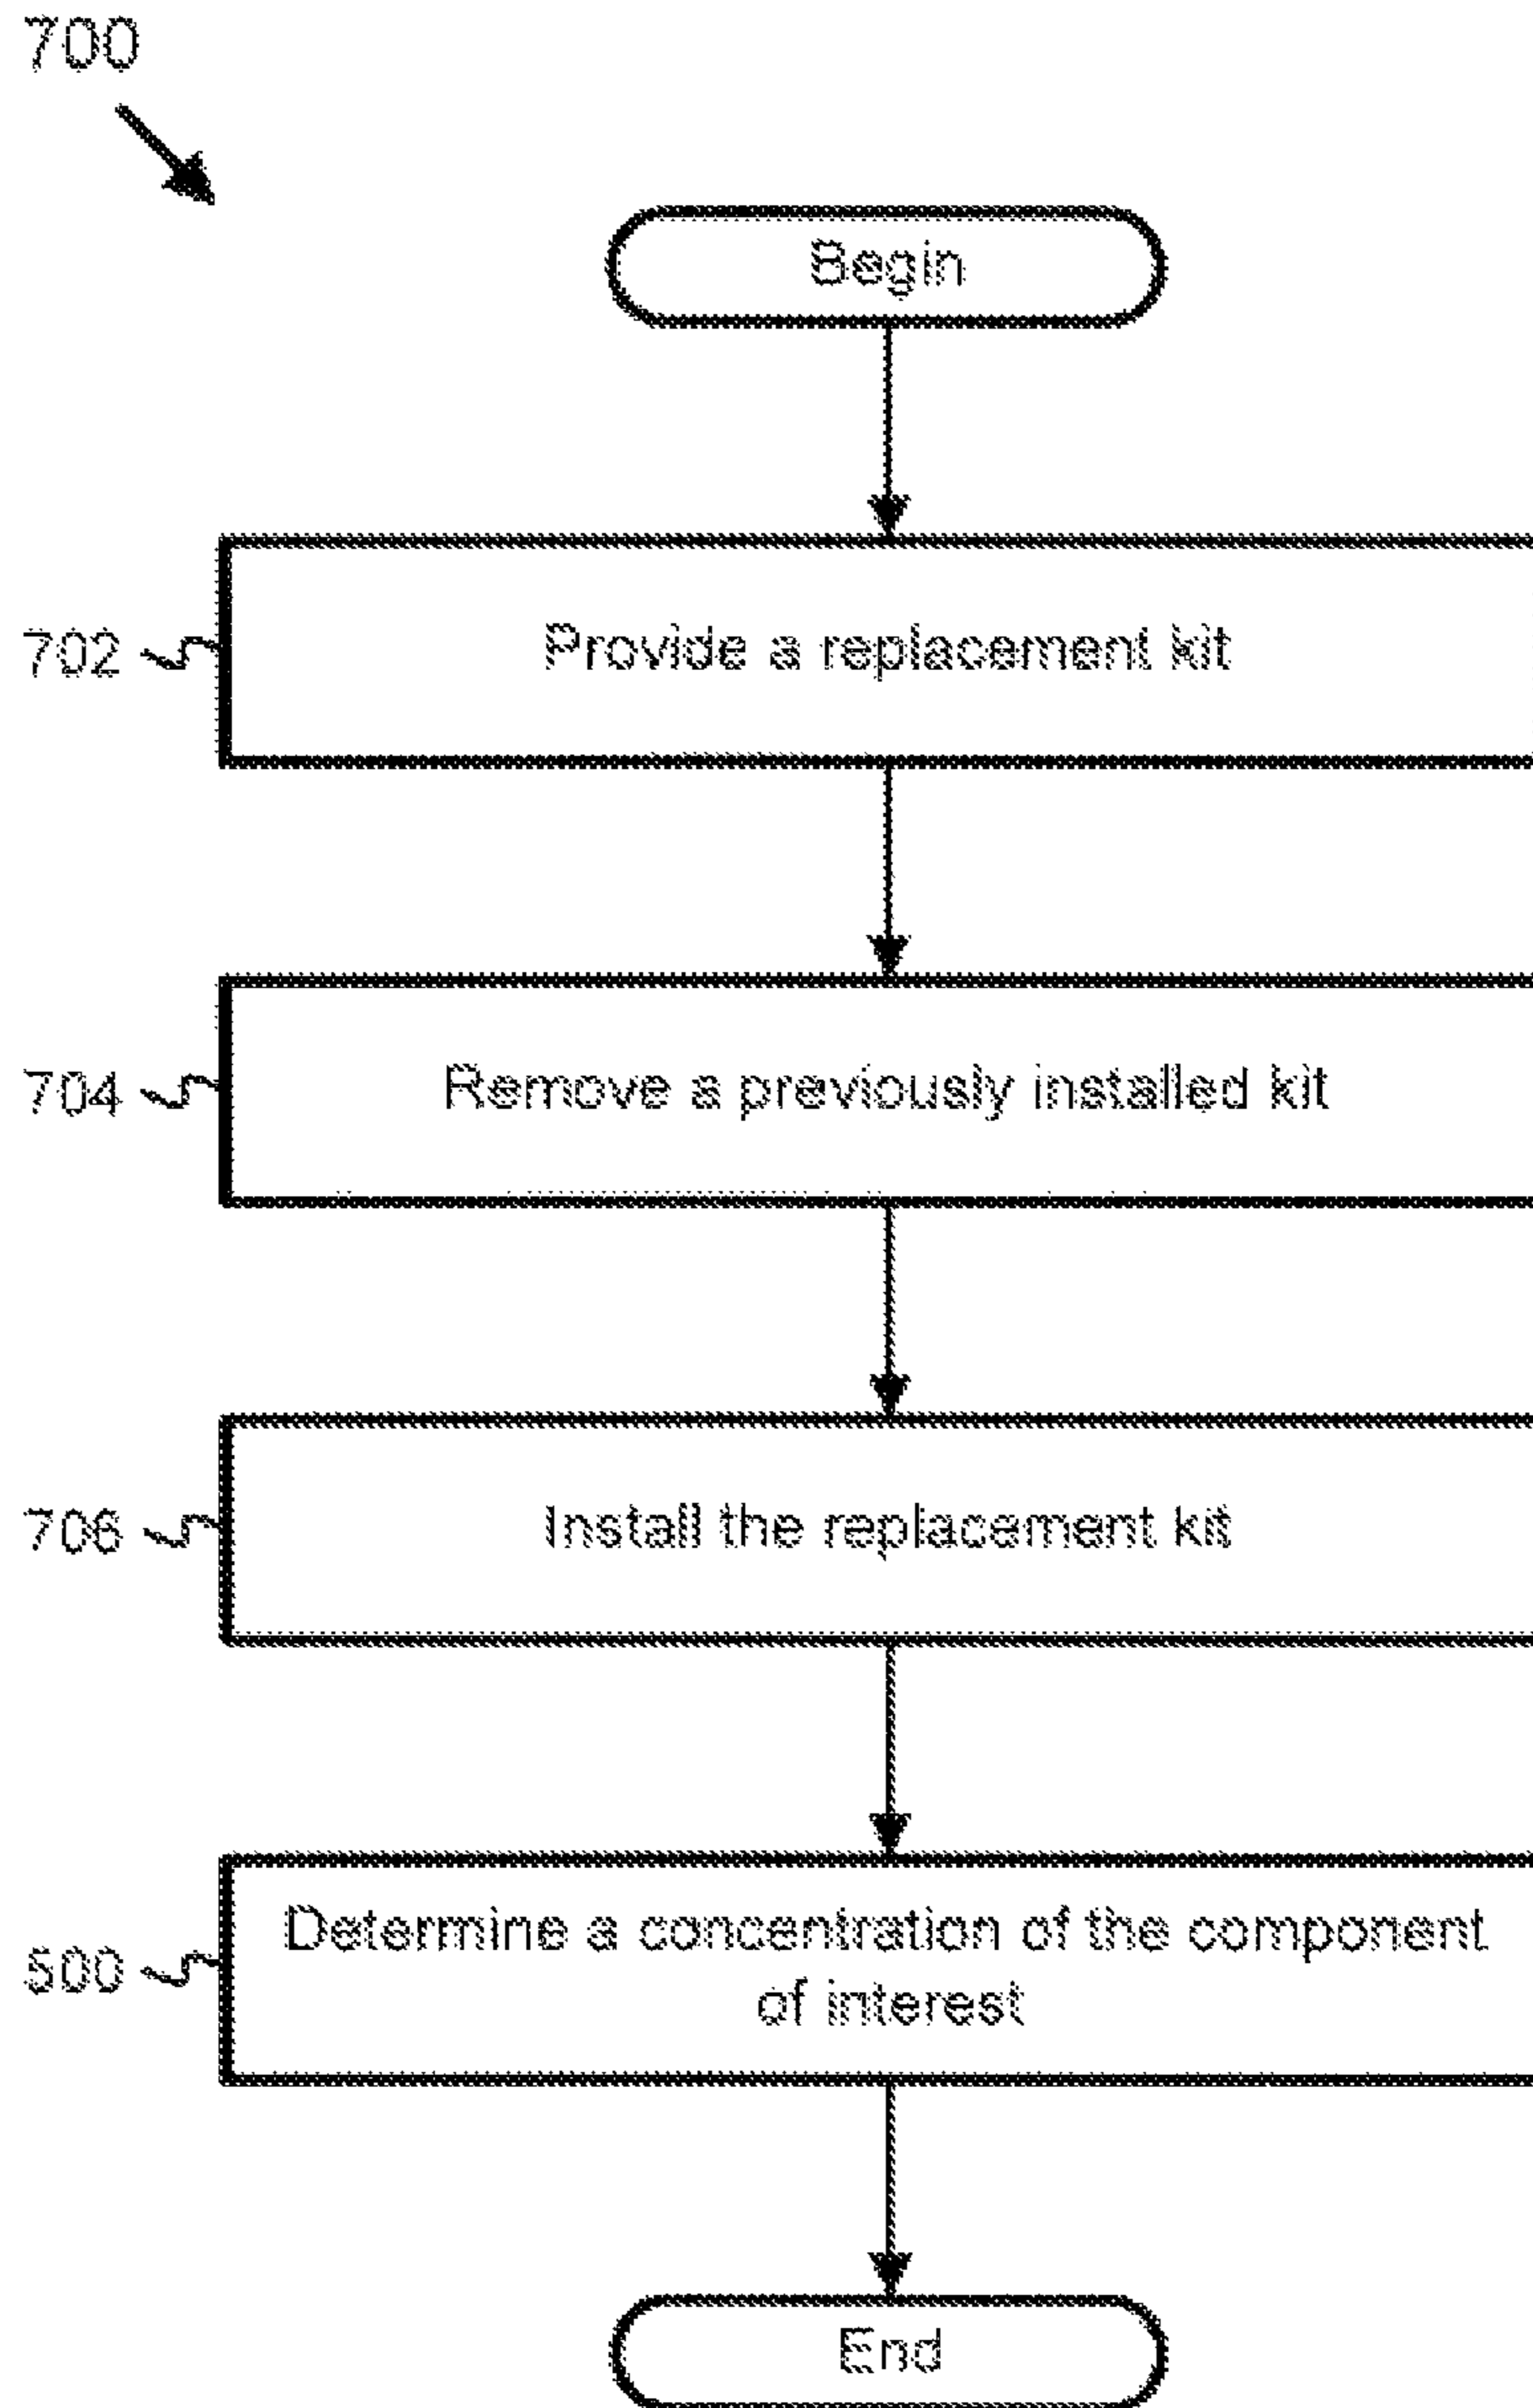 700
Begin
702
Provide a replacement kit
704
Remove a previously installed kit
706
Install the replacement kit
500
Determine a concentration of the component
of interest
End